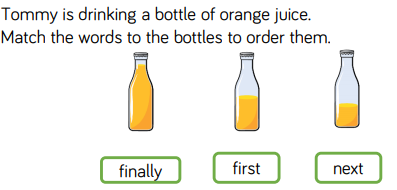 Tommy is drinking a bottle of orange juice.
Match the words to the bottles to order them.
finally first next